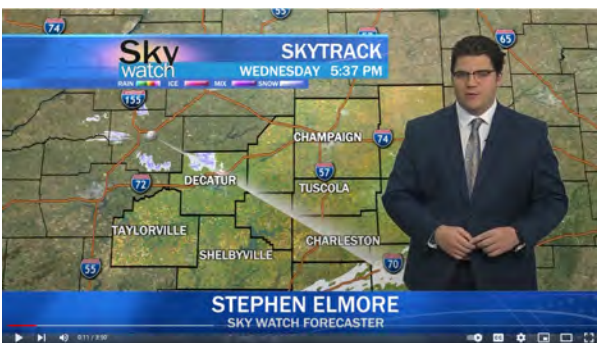 74
55
65
Sky
watch
SKYTRACK
WEDNESDAY 5:37 PM
RAIN ICE MIX SNOW
155
CHAMPAIGN
74
57
72
DECATUR
TUSCOLA
TAYLORVILLE
CHARLESTON
SHELBYVILLE
55
70
STEPHEN ELMORE
SKY WATCH FORECASTER